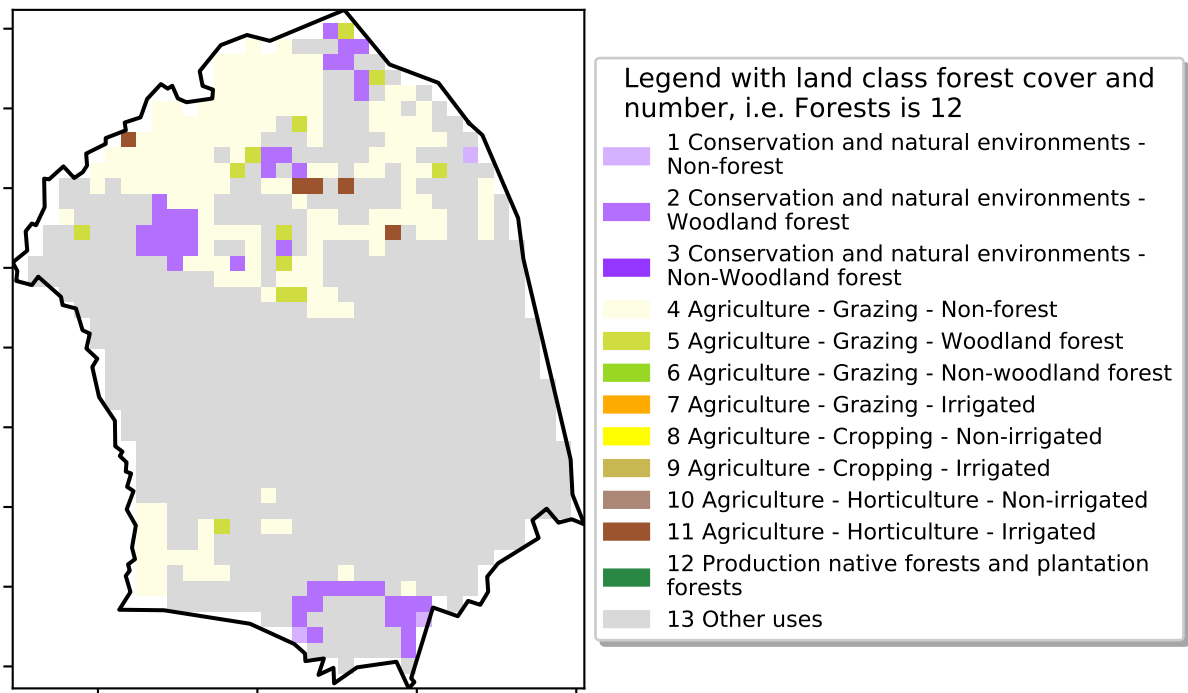 Legend with land class forest cover and
number, i.e. Forests is 12
1 Conservation and natural environments -
Non-forest
2 Conservation and natural environments -
Woodland forest
3 Conservation and natural environments -
Non-Woodland forest
4 Agriculture - Grazing - Non-forest
5 Agriculture - Grazing - Woodland forest
6 Agriculture - Grazing - Non-woodland forest
7 Agriculture - Grazing - Irrigated
8 Agriculture - Cropping - Non-irrigated
9 Agriculture - Cropping - Irrigated
10 Agriculture - Horticulture - Non-irrigated
11 Agriculture - Horticulture - Irrigated
12 Production native forests and plantation
forests
13 Other uses